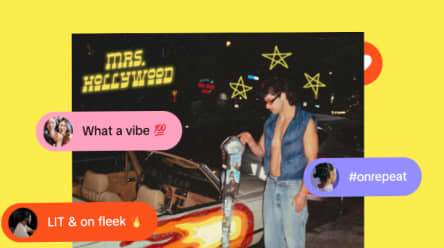 MRS.
HOLLYWOOD
What a vibe 💯
#onrepeat
LIT & on fleek 🔥